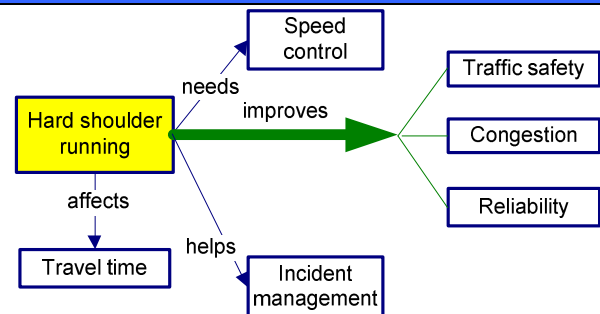 Speed
control
needs
improves
Hard shoulder
running
affects
Travel time
helps
Incident
management
Traffic safety
Congestion
Reliability